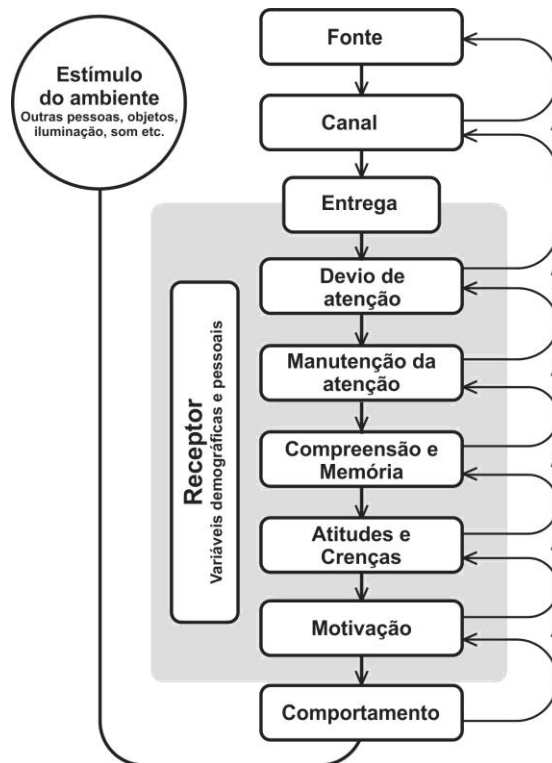 Estímulo
do ambiente
Outras pessoas, objetos,
iluminação, som etc.
Fonte
Canal
Entrega
Devio de
atenção
Manutenção da
atenção
Compreensão e
Memória
Atitudes e
Crenças
Motivação
Comportamento
Receptor
Variáveis demográficas e pessoais